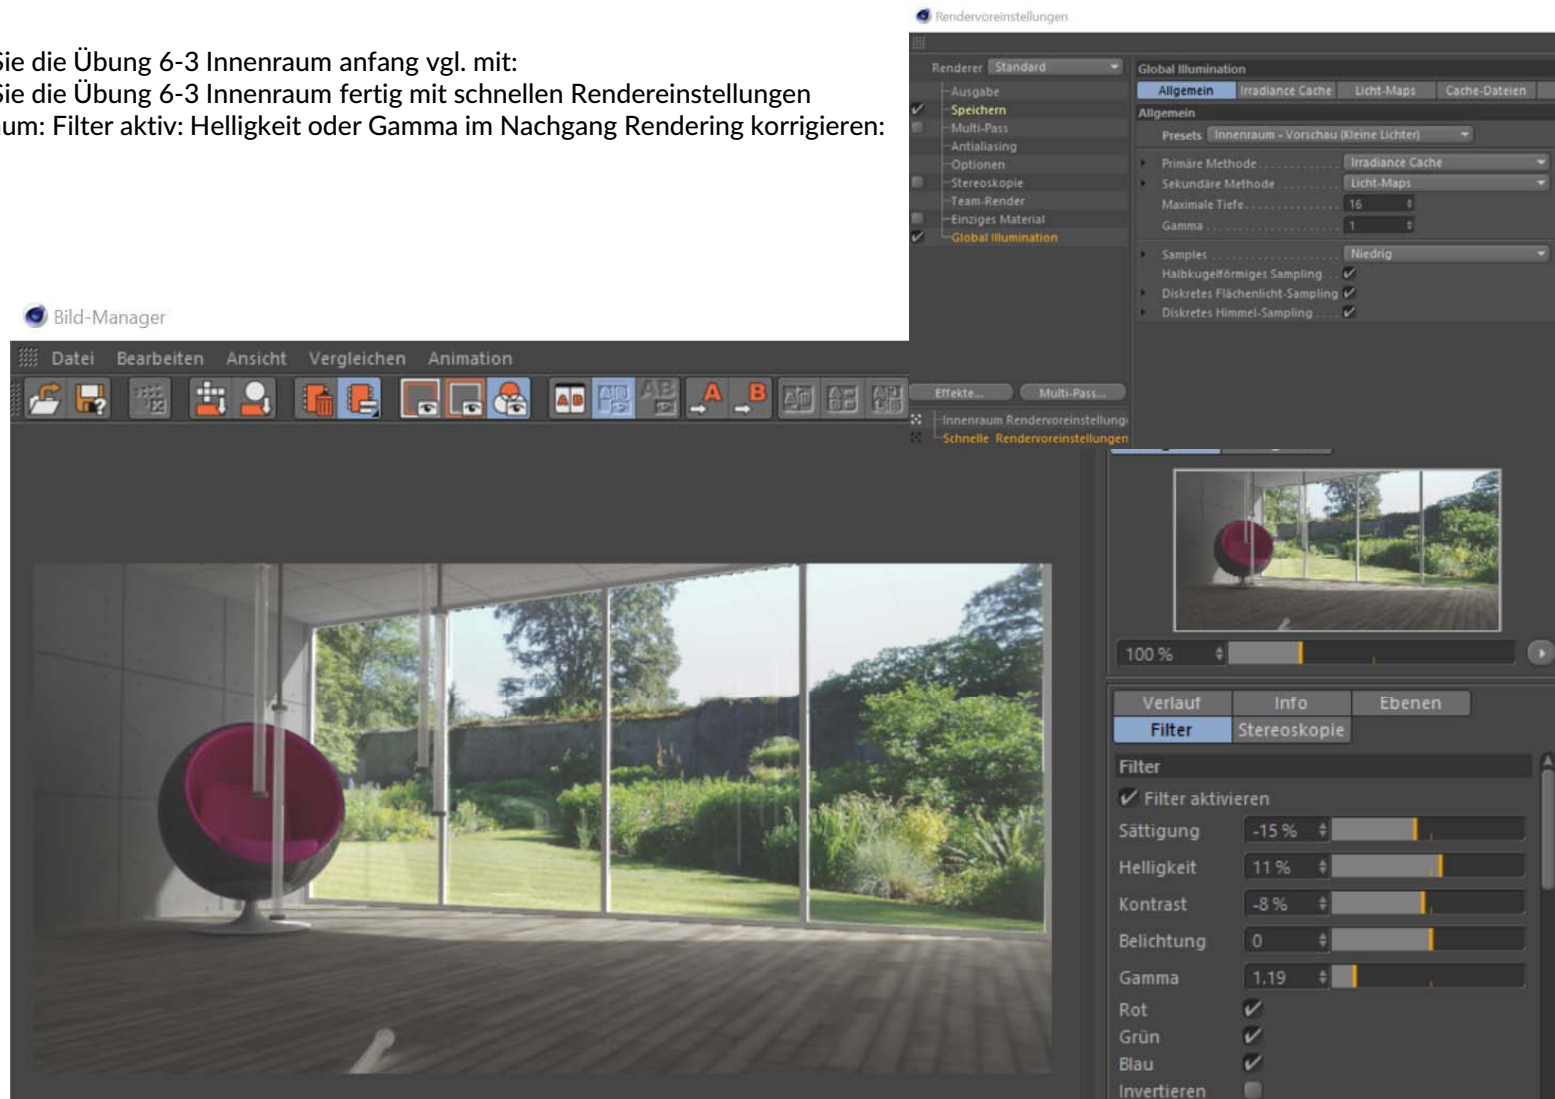 Sie die Übung 6-3 Innenraum anfang vgl. mit:
Sie die Übung 6-3 Innenraum fertig mit schnellen Rendereinstellungen
um: Filter aktiv: Helligkeit oder Gamma im Nachgang Rendering korrigieren:
Rendervoreinstellungen
Renderer Standard
Ausgabe
Speichern
Multi-Pass
Antialiasing
Optionen
Stereoskopie
Team-Render
Einziges Material
Global Illumination
Effekte... Multi-Pass...
Innenraum Rendervoreinstellung
Schnelle Rendervoreinstellungen
Global Illumination
Allgemein Irradiance Cache Licht-Maps Cache-Dateien
Allgemein
Presets Innenraum - Vorschau (Kleine Lichter)
Primäre Methode Irradiance Cache
Sekundäre Methode Licht-Maps
Maximale Tiefe 16
Gamma 1
Samples Niedrig
Halbkugelförmiges Sampling
Diskretes Flächenlicht-Sampling
Diskretes Himmel-Sampling
Bild-Manager
Datei Bearbeiten Ansicht Vergleichen Animation
AB AB AB A B AB
100 %
Verlauf Info Ebenen
Filter Stereoskopie
Filter
Filter aktivieren
Sättigung -15 %
Helligkeit 11 %
Kontrast -8 %
Belichtung 0
Gamma 1,19
Rot
Grün
Blau
Invertieren